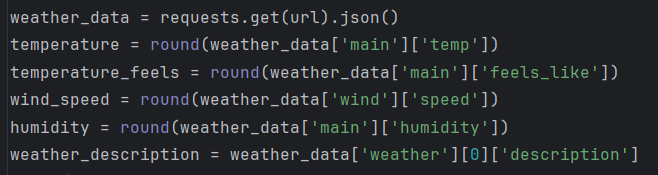 weather_data = requests.get(url).json()
temperature = round(weather_data['main']['temp'])
temperature_feels = round(weather_data['main']['feels_like'])
wind_speed = round(weather_data['wind']['speed'])
humidity = round(weather_data['main']['humidity'])
weather_description = weather_data['weather'][0]['description']